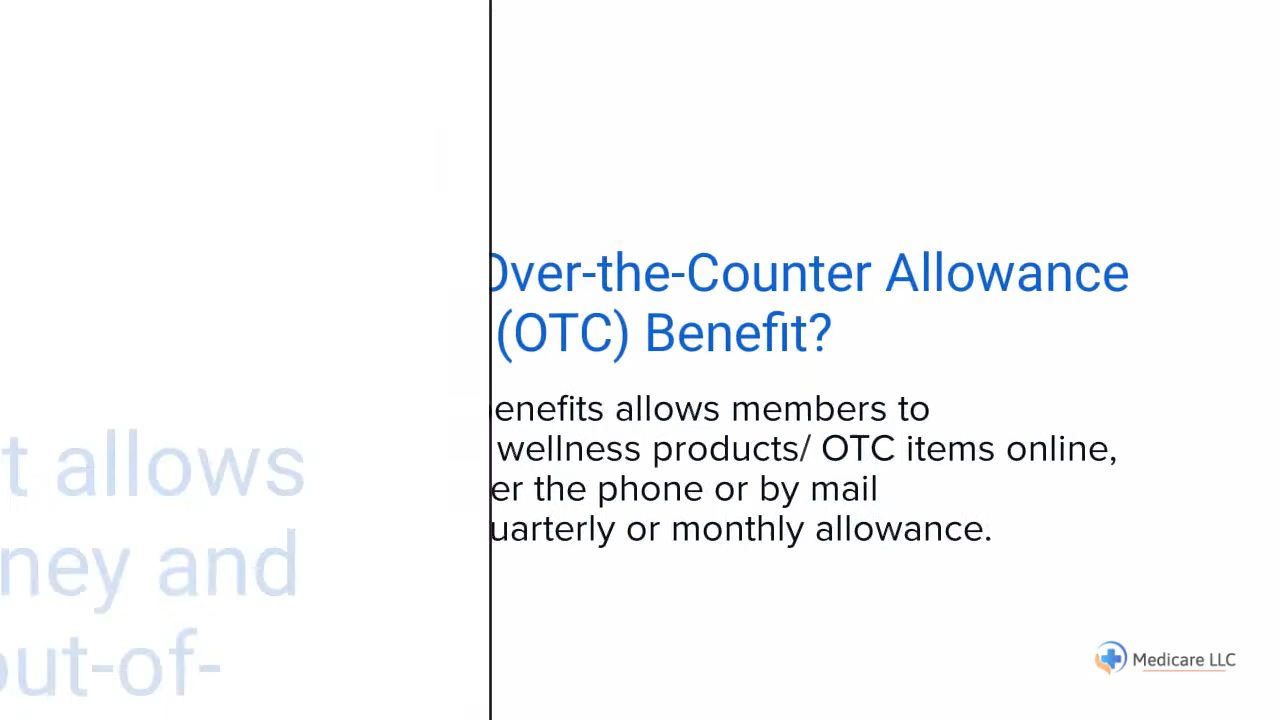 t allows
ney and
out-of-
Over-the-Counter Allowance
(OTC) Benefit?
enefits allows members to
wellness products/ OTC items online,
er the phone or by mail
uarterly or monthly allowance.
Medicare LLC